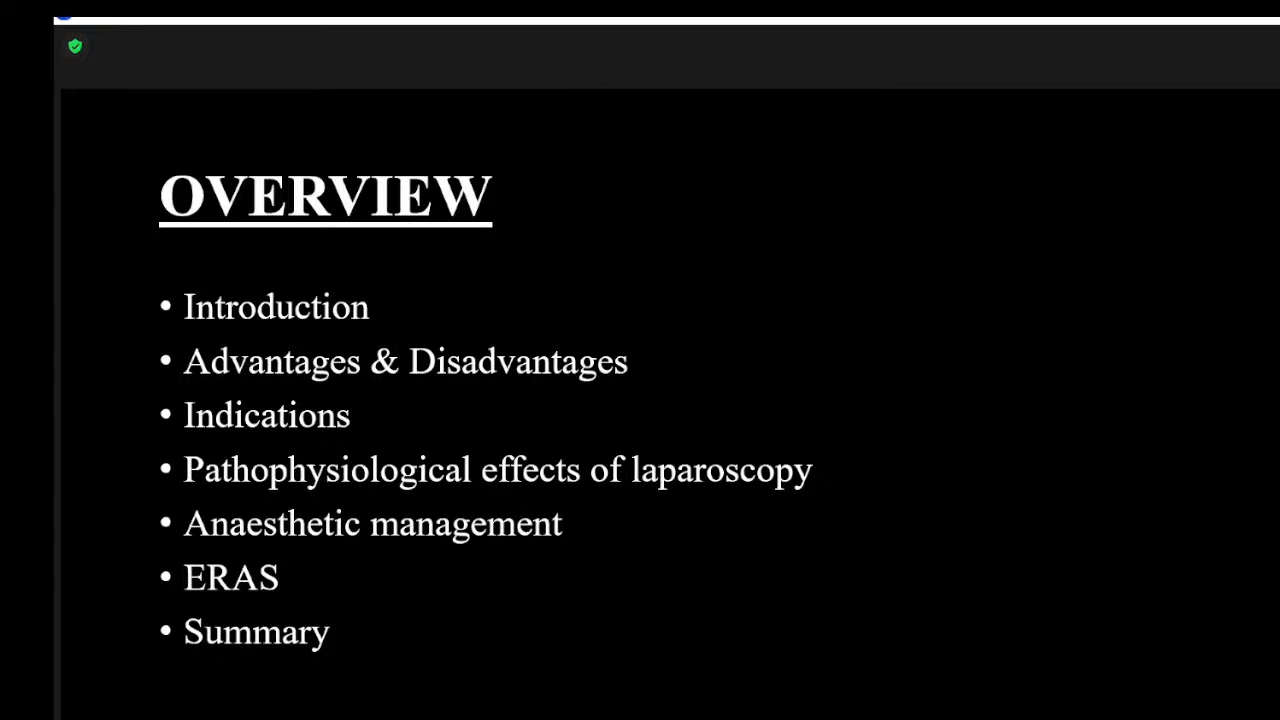 OVERVIEW
• Introduction
• Advantages & Disadvantages
• Indications
• Pathophysiological effects of laparoscopy
• Anaesthetic management
• ERAS
• Summary